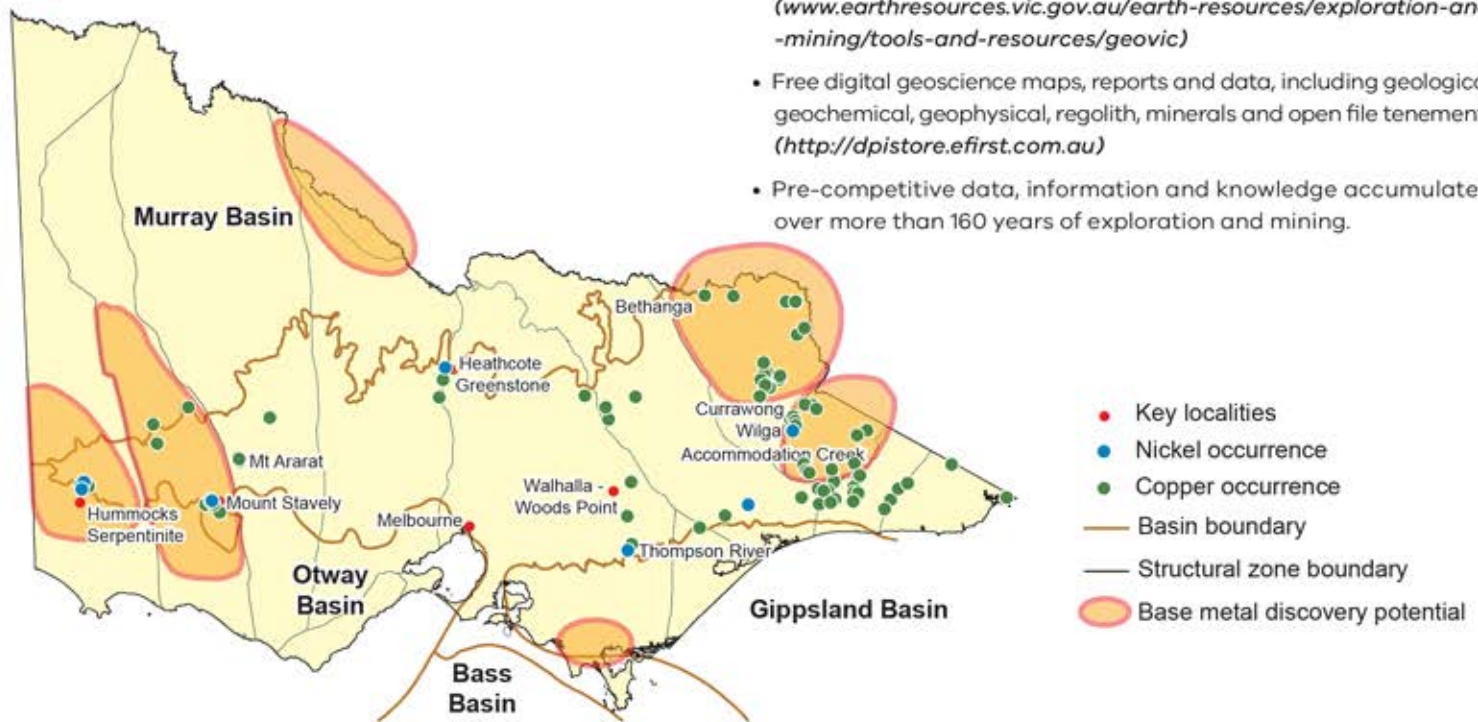 (www.earthresources.vic.gov.au/earth-resources/exploration-an
-mining/tools-and-resources/geovic)
• Free digital geoscience maps, reports and data, including geologica
geochemical, geophysical, regolith, minerals and open file tenemen
(http://dpistore.efirst.com.au)
• Pre-competitive data, information and knowledge accumulate
over more than 160 years of exploration and mining.
Murray Basin
Bethanga
Heathcote
Greenstone
Currawong
Wilga
Accommodation Creek
Mt Ararat
Walhalla -
Woods Point
Mount Stavely
Hummocks
Serpentinite
Melbourne
Thompson River
Otway
Basin
Gippsland Basin
Bass
Basin
Key localities
Nickel occurrence
Copper occurrence
Basin boundary
Structural zone boundary
Base metal discovery potential